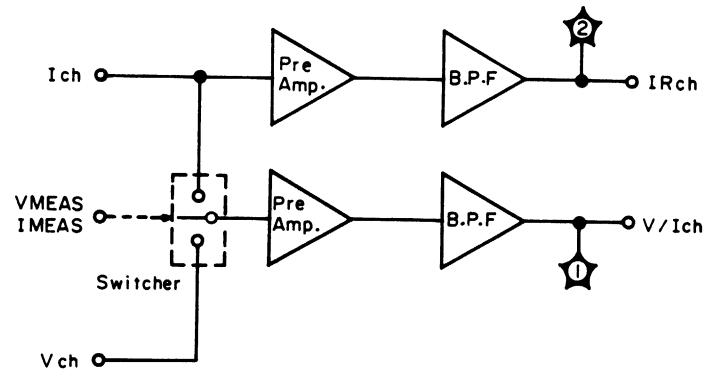 2
Pre
Amp.
Ich
B.P.F
IRch
VMEAS
IMEAS
Pre
Amp.
B.P.F
V/Ich
Switcher
1
Vch